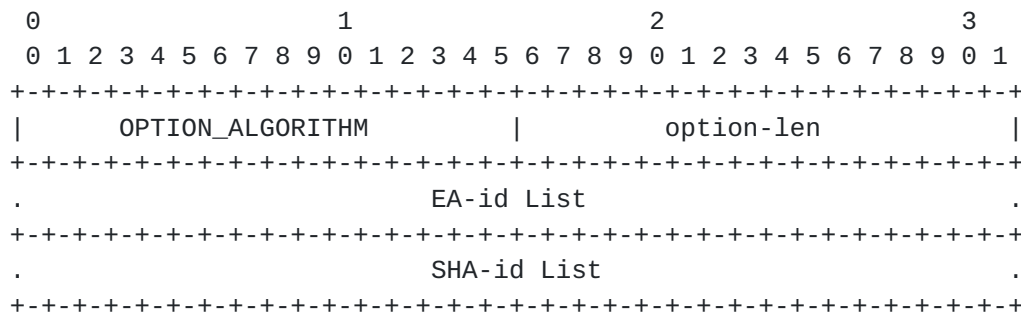 0                   1                   2                   3
 0 1 2 3 4 5 6 7 8 9 0 1 2 3 4 5 6 7 8 9 0 1 2 3 4 5 6 7 8 9 0 1
+-+-+-+-+-+-+-+-+-+-+-+-+-+-+-+-+-+-+-+-+-+-+-+-+-+-+-+-+-+-+-+-+
|      OPTION_ALGORITHM         |         option-len            |
+-+-+-+-+-+-+-+-+-+-+-+-+-+-+-+-+-+-+-+-+-+-+-+-+-+-+-+-+-+-+-+-+
.                          EA-id List                           .
+-+-+-+-+-+-+-+-+-+-+-+-+-+-+-+-+-+-+-+-+-+-+-+-+-+-+-+-+-+-+-+-+
.                          SHA-id List                          .
+-+-+-+-+-+-+-+-+-+-+-+-+-+-+-+-+-+-+-+-+-+-+-+-+-+-+-+-+-+-+-+-+